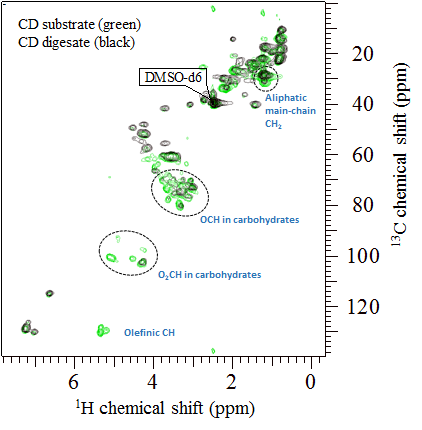 CD substrate (green)
CD digesate (black)
DMSO-d6
Aliphatic
main-chain
CH₂
OCH in carbohydrates
O₂CH in carbohydrates
Olefinic CH
20
40
60
80
100
120
¹³C chemical shift (ppm)
6 4 2 0
¹H chemical shift (ppm)